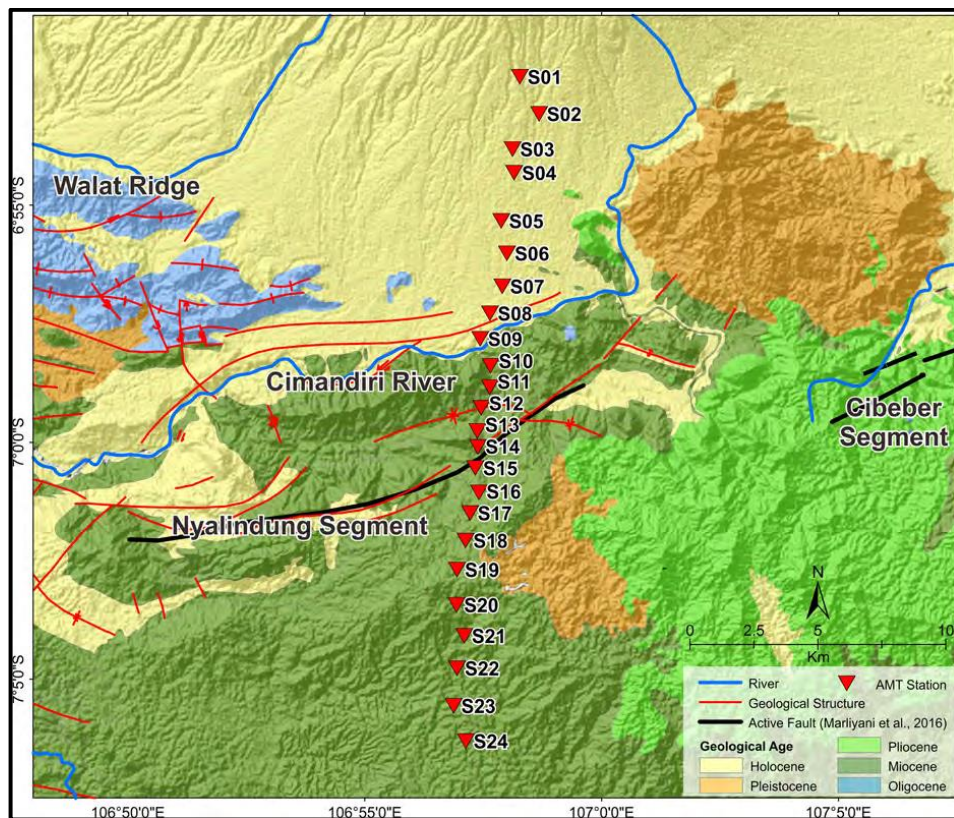 S01
S02
S03
S04
Walat Ridge
6°55'0"S
S05
S06
S07
S08
S09
S10
Cimandiri River
S11
S12
S13
Cibeber
Segment
7°0'0"S
S14
S15
S16
Nyalindung Segment
S17
S18
S19
N
S20
S21
0 2.5 5 10
Km
7°5'0"S
S22
S23
S24
River
AMT Station
Geological Structure
Active Fault (Marliyani et al., 2016)
Geological Age
Pliocene
Holocene
Miocene
Pleistocene
Oligocene
106°50'0"E 106°55'0"E 107°0'0"E 107°5'0"E